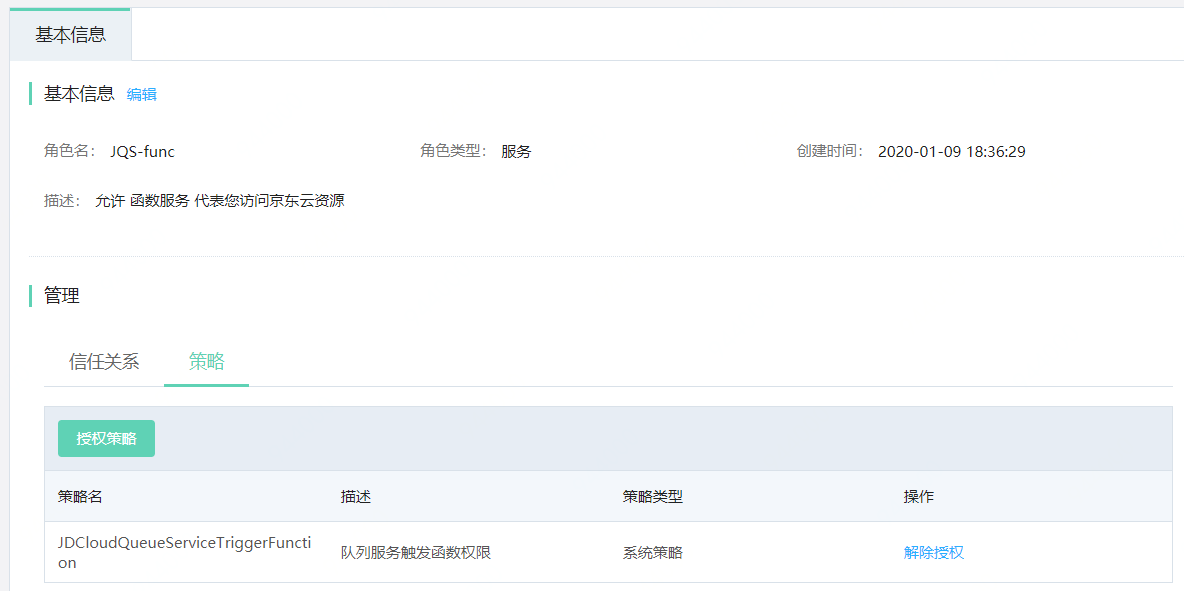 基本信息
基本信息 编辑
角色名： JQS-func 角色类型： 服务 创建时间： 2020-01-09 18:36:29
描述： 允许 函数服务 代表您访问京东云资源
管理
信任关系 策略
授权策略
策略名 描述 策略类型 操作
JDCloudQueueServiceTriggerFuncti
on 队列服务触发函数权限 系统策略 解除授权